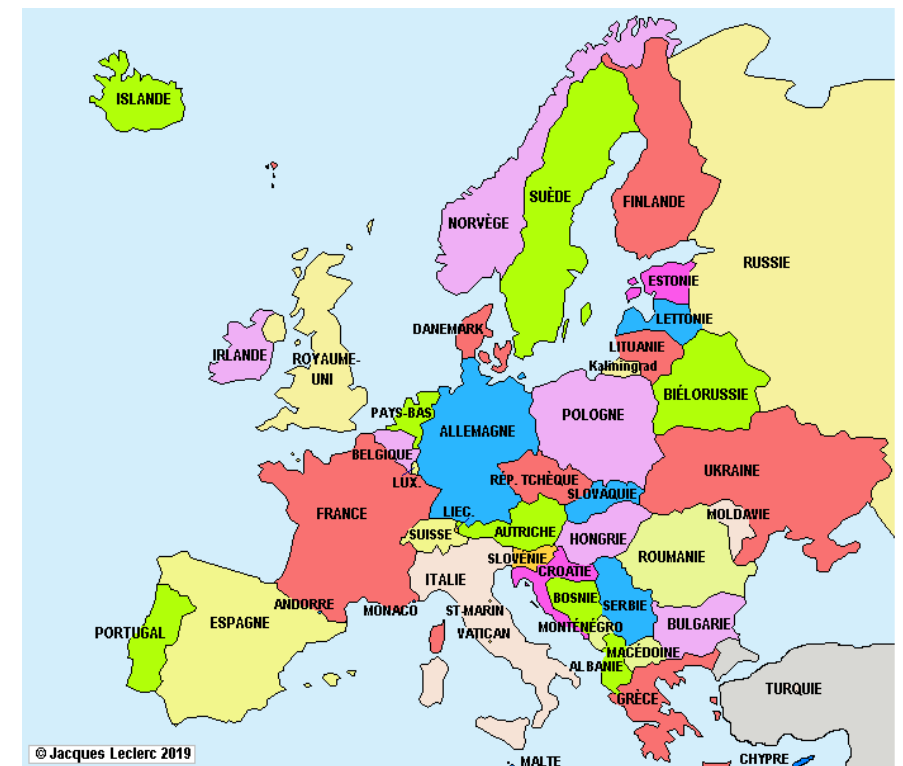 ISLANDE
SUÈDE
FINLANDE
NORVÈGE
RUSSIE
ESTONIE
LETTONIE
DANEMARK
LITUANIE
IRLANDE
ROYAUME-
UNI
Kaliningrad
BIÉLORUSSIE
PAYS-BAS
POLOGNE
ALLEMAGNE
BELGIQUE
UKRAINE
RÉP. TCHÈQUE
LUX.
SLOVAQUIE
FRANCE
LIEC.
MOLDAVIE
SUISSE
AUTRICHE
HONGRIE
ROUMANIE
SLOVÉNIE
CROATIE
ITALIE
BOSNIE
ANDORRE
MONACO
ST-MARIN
SERBIE
ESPAGNE
BULGARIE
PORTUGAL
VATICAN
MONTÉNÉGRO
MACÉDOINE
ALBANIE
TURQUIE
GRÈCE
© Jacques Leclerc 2019
MALTE
CHYPRE